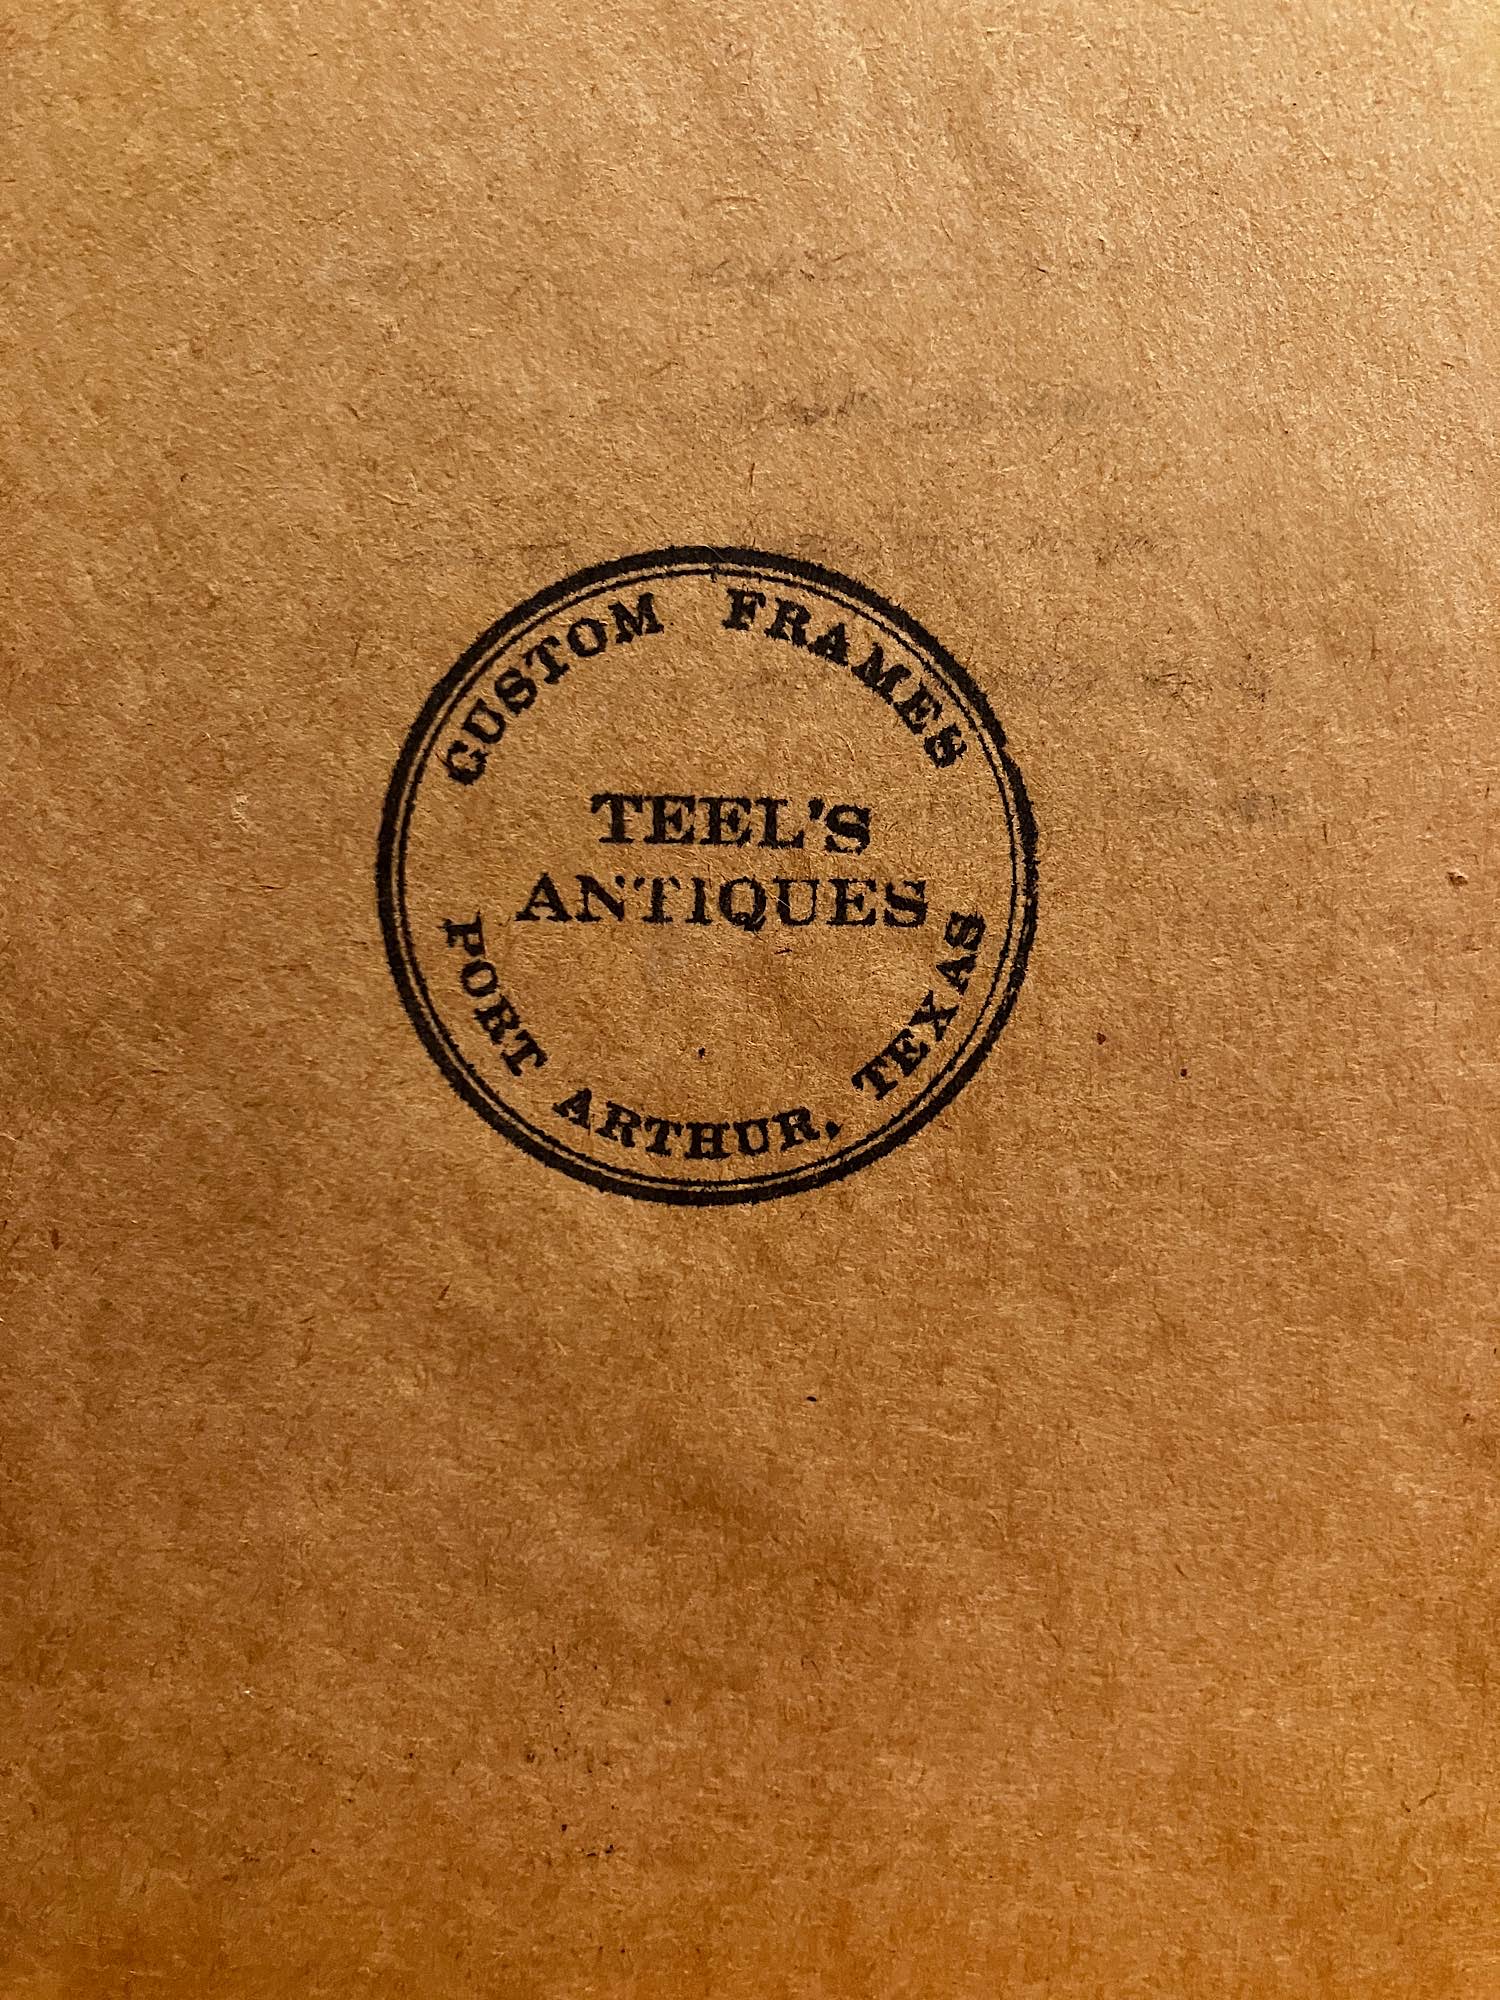 CUSTOM FRAMES
TEEL'S
ANTIQUES
PORT ARTHUR, TEXAS